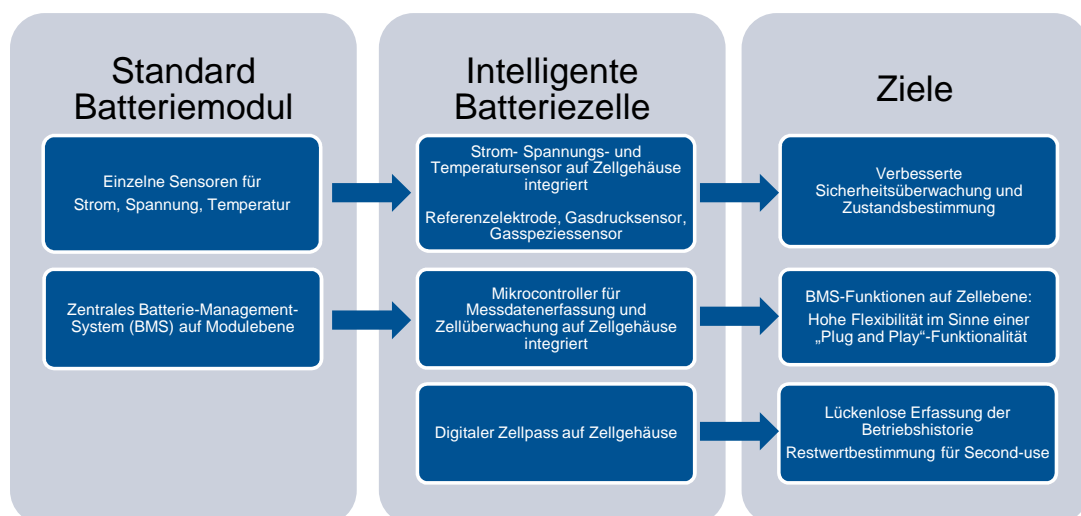 Standard
Batteriemodul
Einzelne Sensoren für
Strom, Spannung, Temperatur
Zentrales Batterie-Management-
System (BMS) auf Modulebene
Intelligente
Batteriezelle
Strom- Spannungs- und
Temperatursensor auf Zellgehäuse
integriert
Referenzelektrode, Gasdrucksensor,
Gasspeziessensor
Mikrocontroller für
Messdatenerfassung und
Zellüberwachung auf Zellgehäuse
integriert
Digitaler Zellpass auf Zellgehäuse
Ziele
Verbesserte
Sicherheitsüberwachung und
Zustandsbestimmung
BMS-Funktionen auf Zellebene:
Hohe Flexibilität im Sinne einer
„Plug and Play“-Funktionalität
Lückenlose Erfassung der
Betriebshistorie
Restwertbestimmung für Second-use